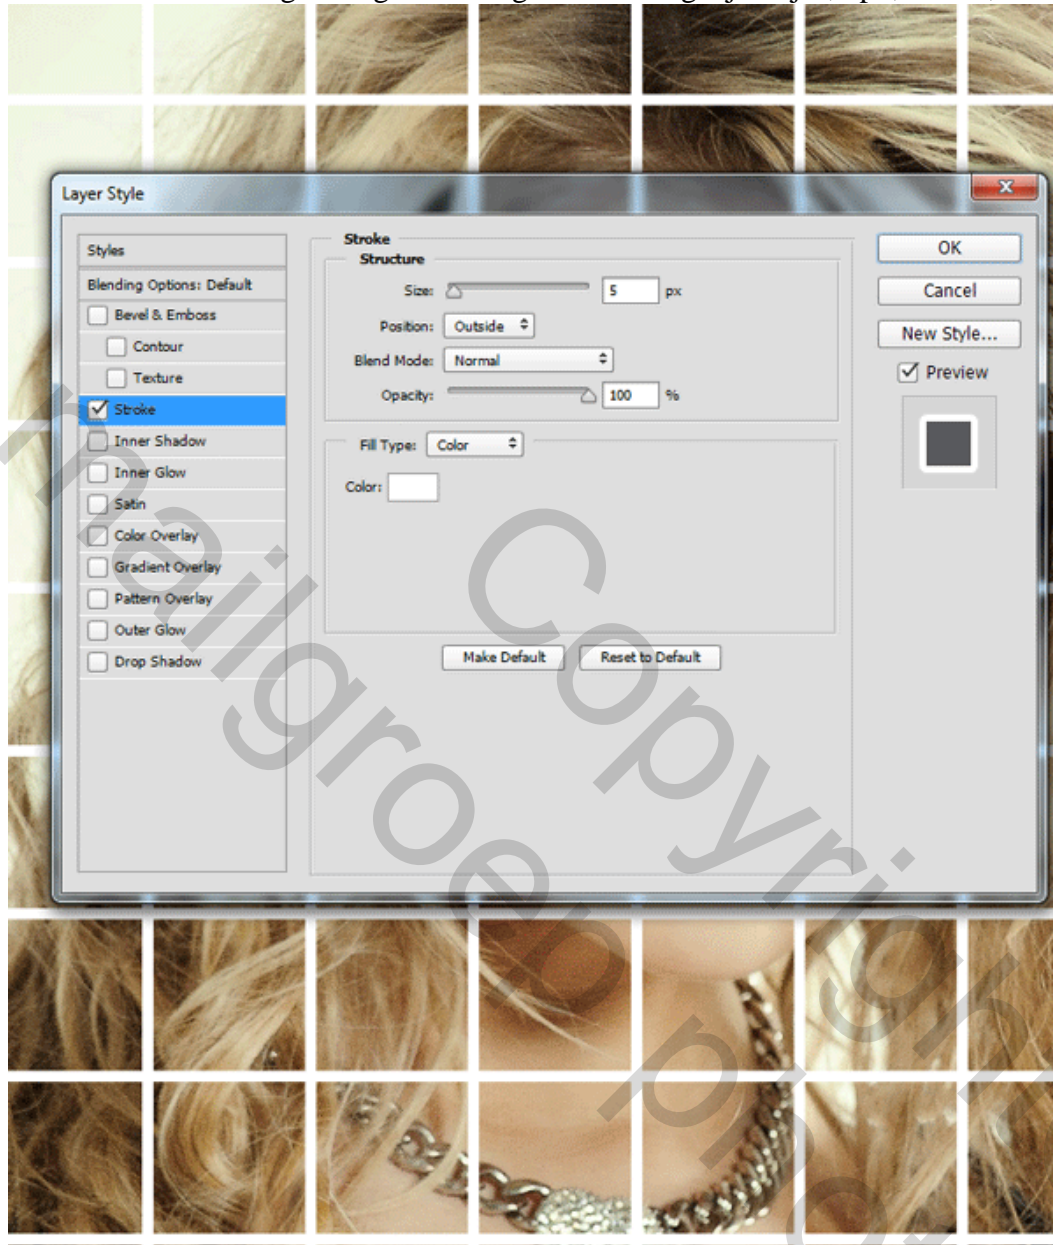 Layer Style
Styles
Blending Options: Default
Bevel & Emboss
Contour
Texture
Stroke
Inner Shadow
Inner Glow
Satin
Color Overlay
Gradient Overlay
Pattern Overlay
Outer Glow
Drop Shadow
Stroke
Structure
Size: 5 px
Position: Outside
Blend Mode: Normal
Opacity: 100 %
Fill Type: Color
Color:
Make Default
Reset to Default
OK
Cancel
New Style...
Preview
Copyright